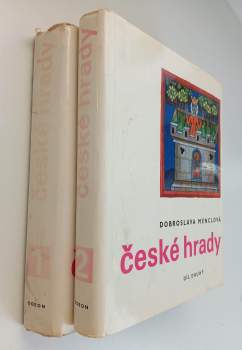 české hrady
1
ODEON
české hrady
2
ODEON
DOBROSLAVA MENCLOVÁ
české hrady
DÍL DRUHÝ